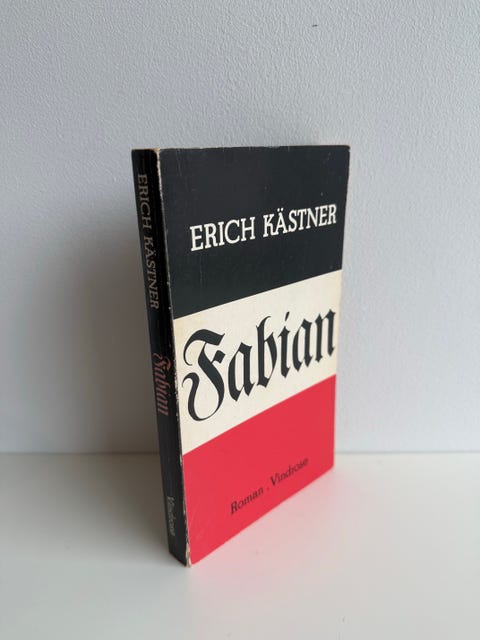 ERICH KÄSTNER
Fabian
Roman . Vindrose
ERICH KÄSTNER
Fabian
Vindrose